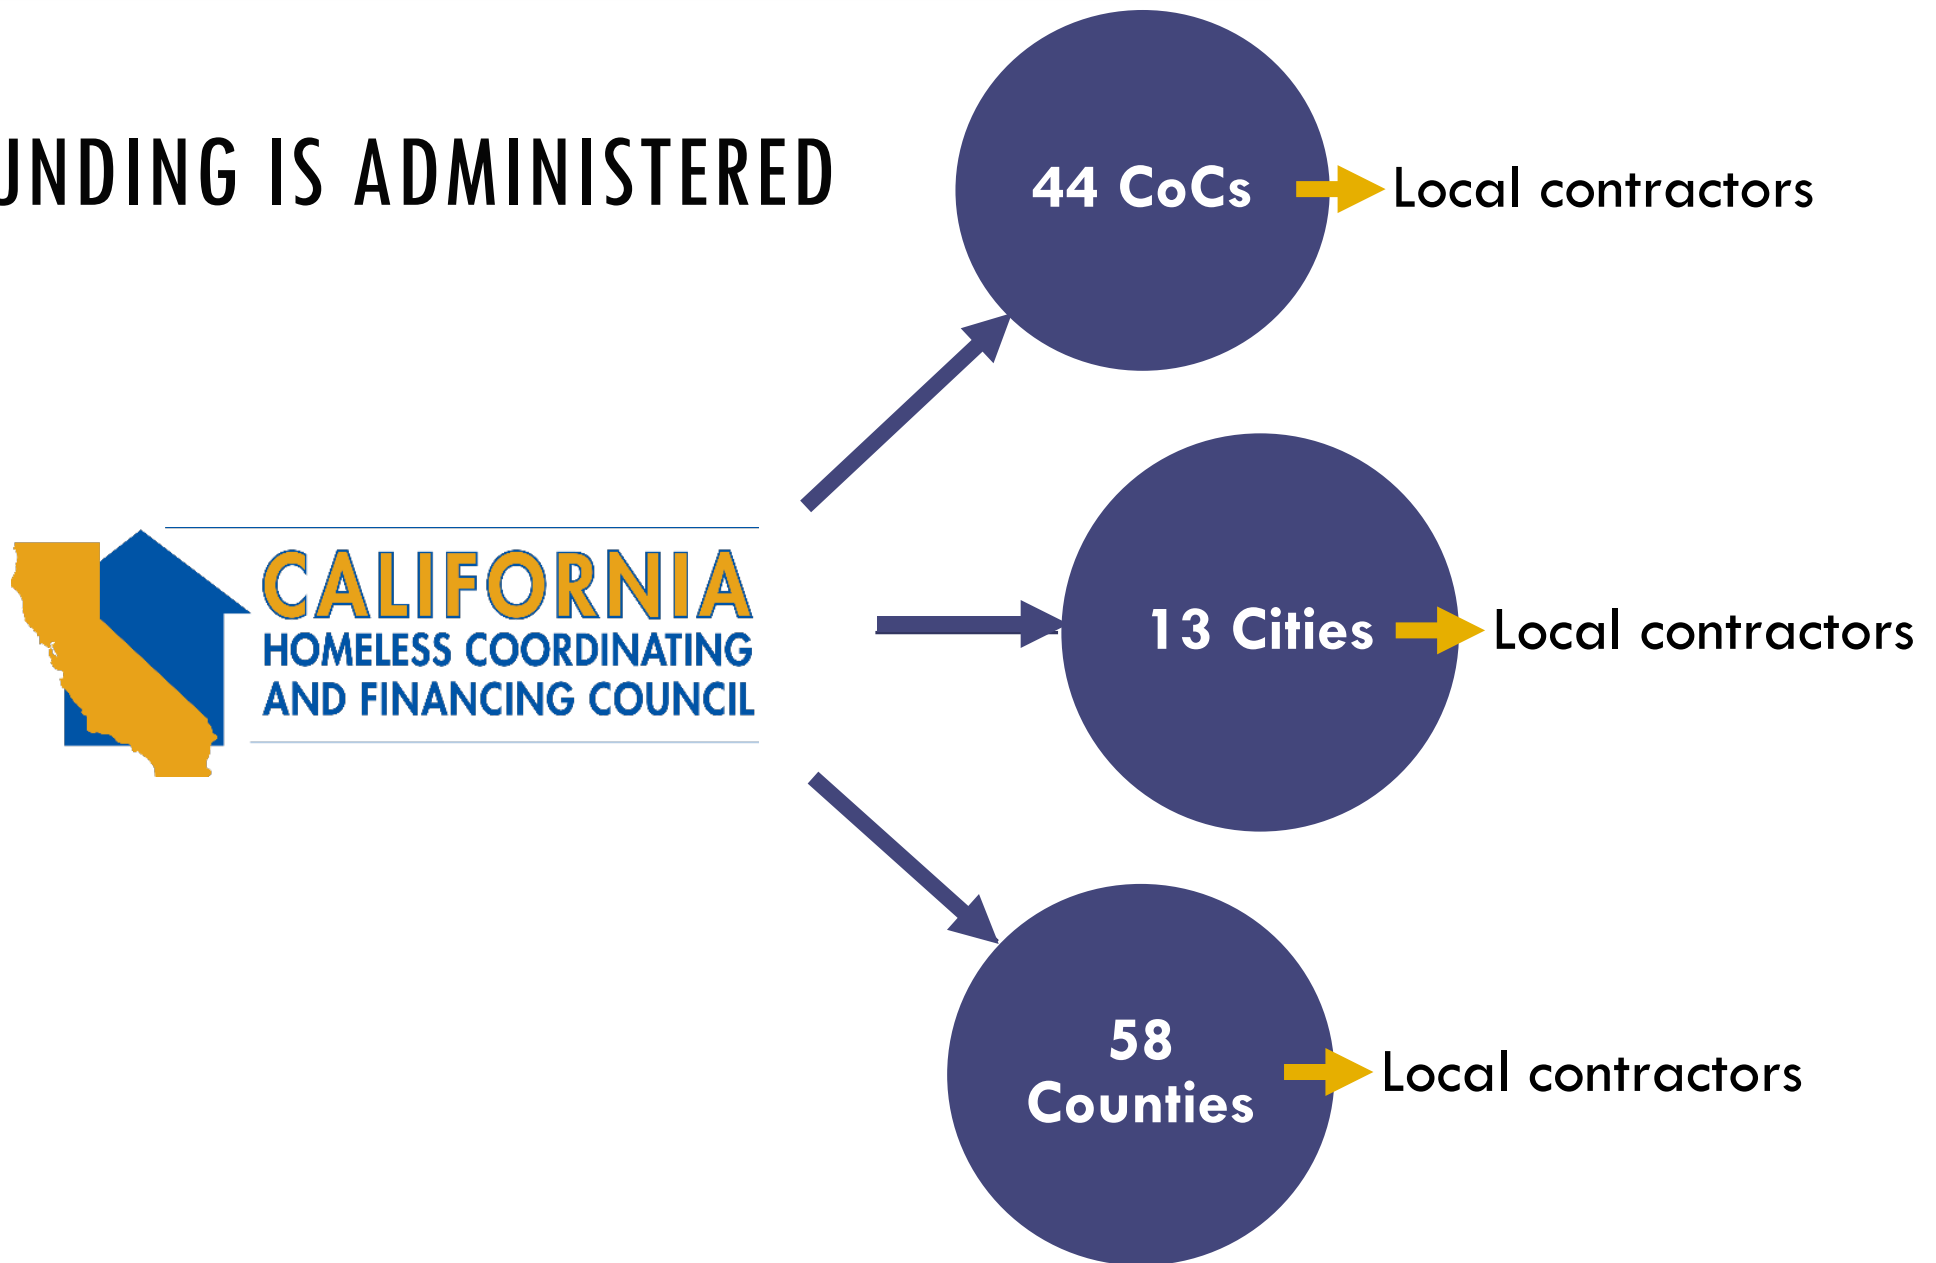 UNDING IS ADMINISTERED
44 CoCs
Local contractors
CALIFORNIA
HOMELESS COORDINATING
AND FINANCING COUNCIL
13 Cities
Local contractors
58
Counties
Local contractors